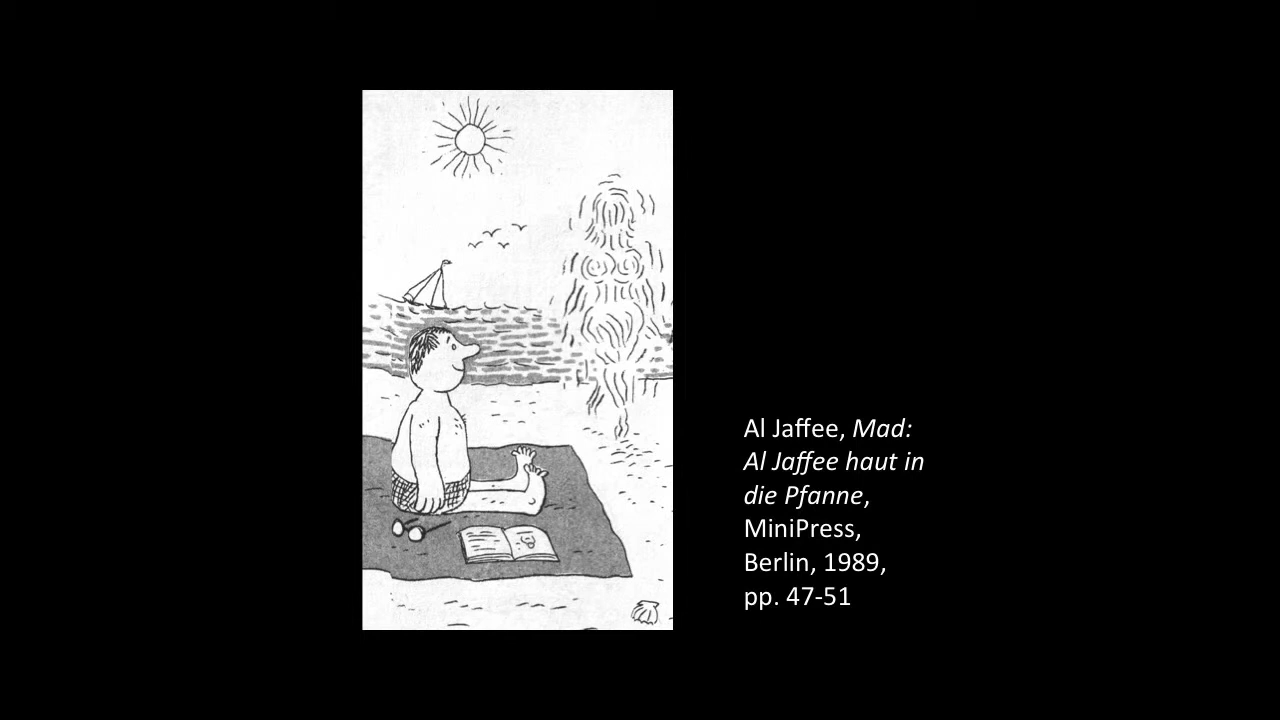 Al Jaffee, Mad:
Al Jaffee haut in
die Pfanne,
MiniPress,
Berlin, 1989,
pp. 47-51